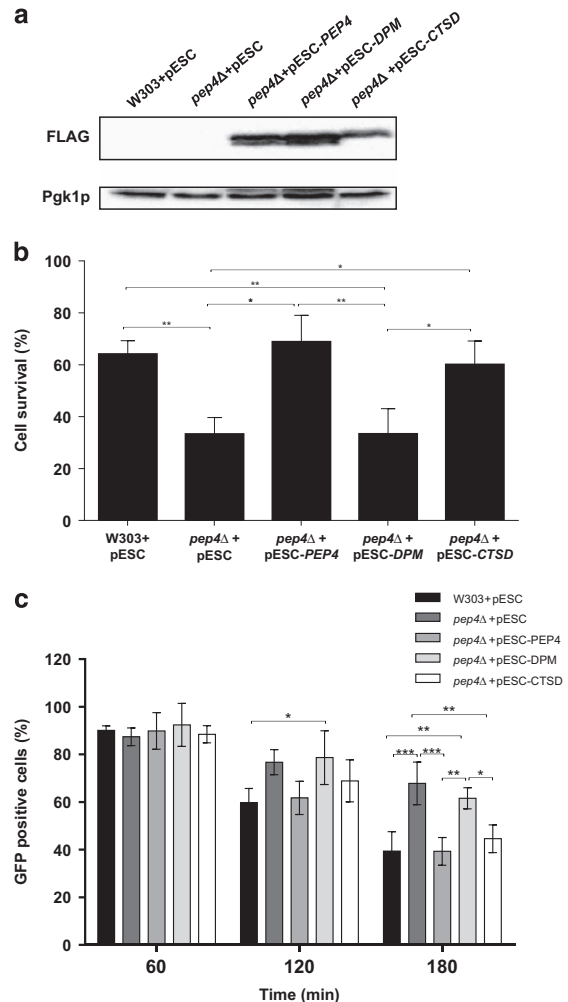 a
W303+pESC
pep4Δ+pESC
pep4Δ+pESC-PEP4
pep4Δ+pESC-DPM
pep4Δ +pESC-CTSD
FLAG
Pgk1p
b
Cell survival (%)
100
80
60
40
20
0
**
**
*
*
**
*
W303+
pESC
pep4Δ +
pESC
pep4Δ +
pESC-PEP4
pep4Δ +
pESC-DPM
pep4Δ +
pESC-CTSD
c
W303+pESC
pep4Δ +pESC
pep4Δ +pESC-PEP4
pep4Δ +pESC-DPM
pep4Δ +pESC-CTSD
GFP positive cells (%)
120
100
80
60
40
20
0
*
**
**
***
***
**
*
60
120
180
Time (min)